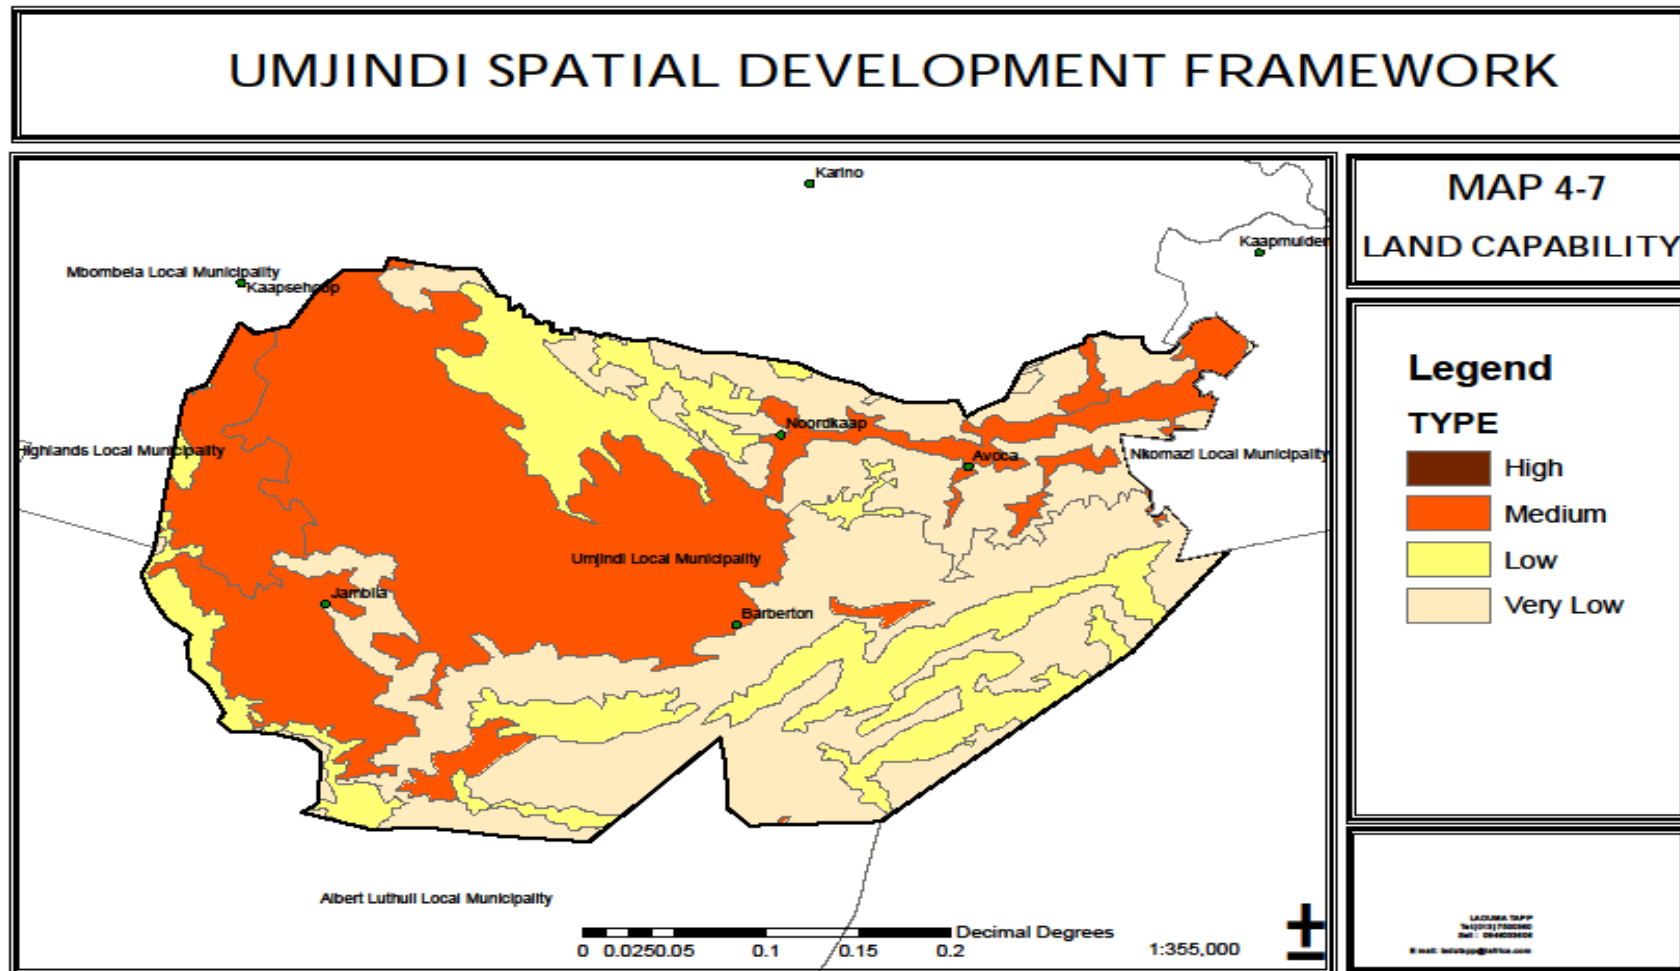 UMJINDI SPATIAL DEVELOPMENT FRAMEWORK
MAP 4-7
LAND CAPABILITY
Karino
Kaapmuiden
Mbombela Local Municipality
Kaapsehoop
Noordkaap
ighlands Local Municipality
Avoca
Nkomazi Local Municipality
Umjindi Local Municipality
Jambila
Barberton
Albert Luthuli Local Municipality
Decimal Degrees
0 0.0250.05 0.1 0.15 0.2
1:355,000
Legend
TYPE
High
Medium
Low
Very Low
LADUMA TAPP